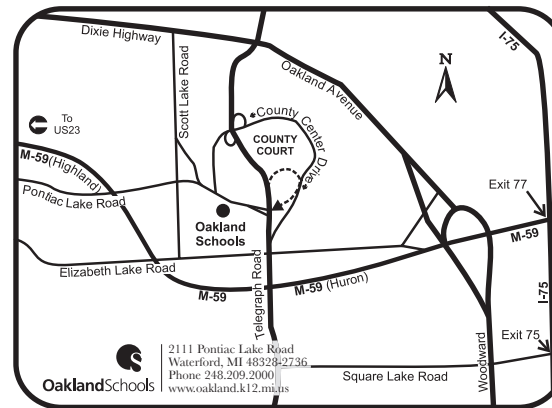 Dixie Highway
I-75
Scott Lake Road
Oakland Avenue
N
To
US23
County Center Drive
COUNTY
COURT
M-59 (Highland)
Pontiac Lake Road
Exit 77
Oakland
Schools
M-59
Elizabeth Lake Road
Telegraph Road
M-59
M-59 (Huron)
I-75
Exit 75
Woodward
Square Lake Road
OaklandSchools
2111 Pontiac Lake Road
Waterford, MI 48328-2736
Phone 248.209.2000
www.oakland.k12.mi.us